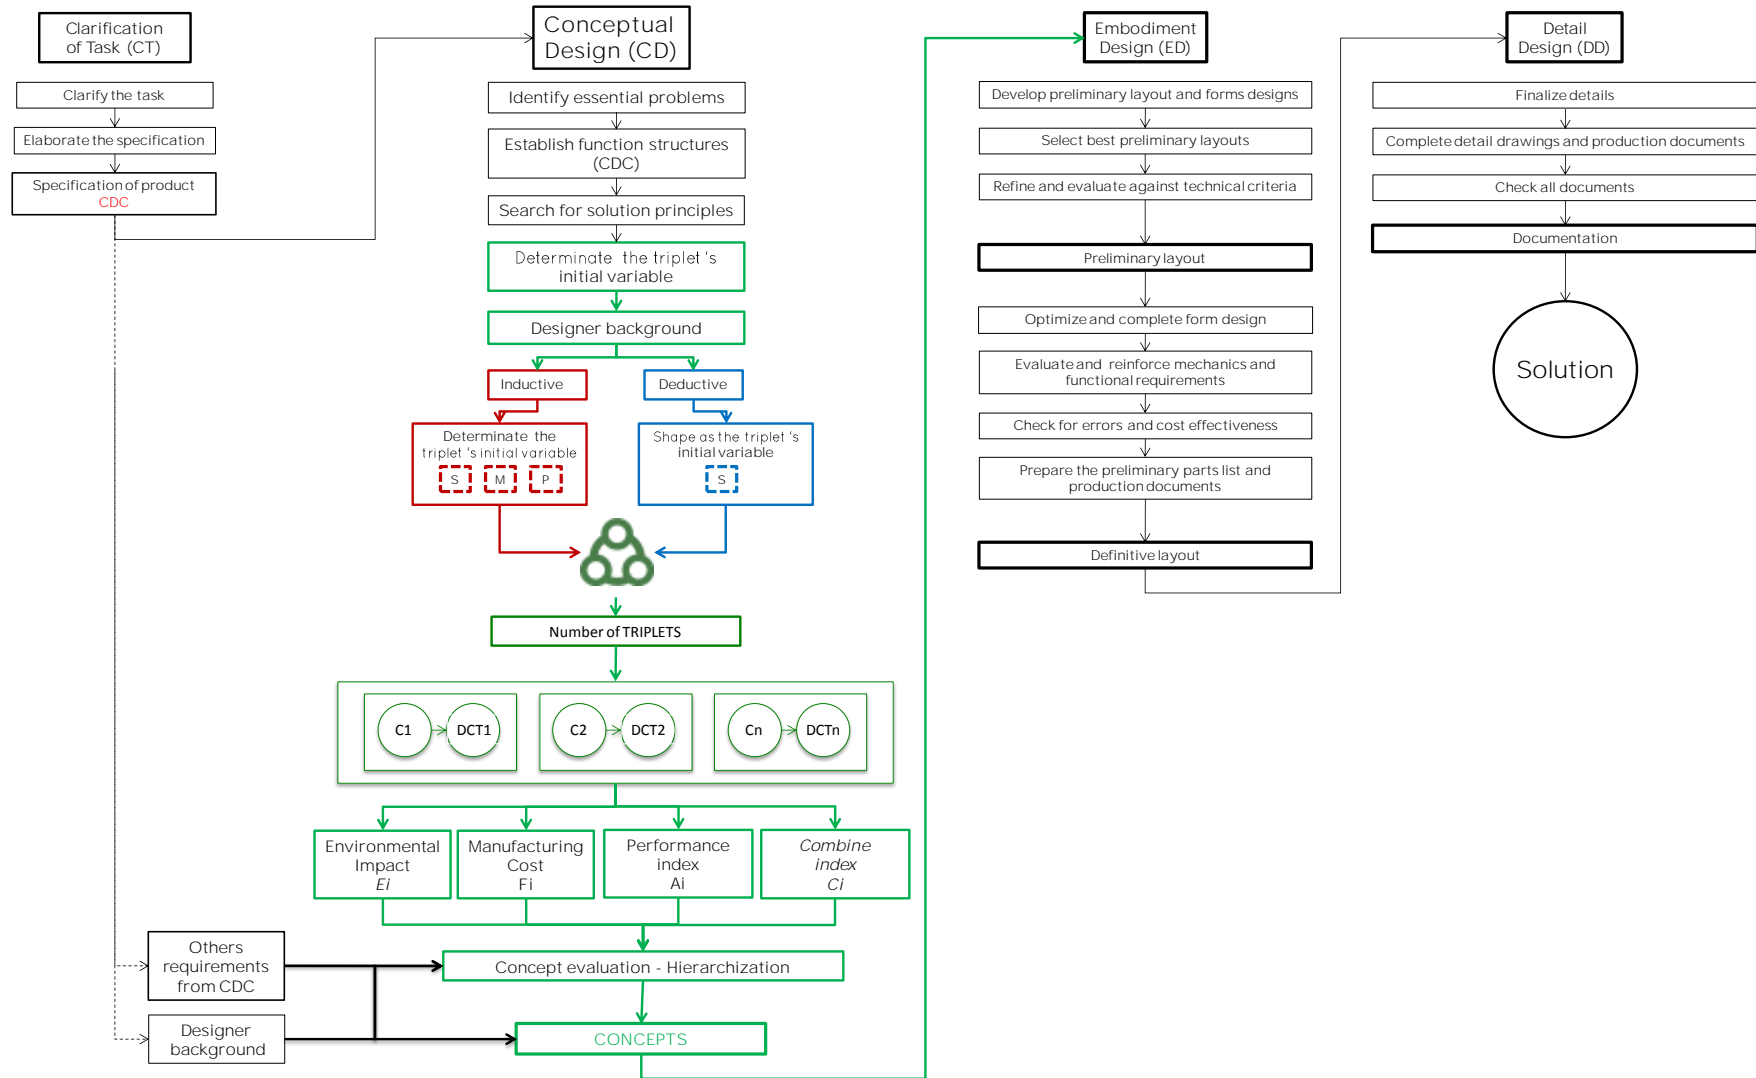 Clarification
of Task (CT)
Clarify the task
Elaborate the specification
Specification of product
CDC
Conceptual
Design (CD)
Identify essential problems
Establish function structures
(CDC)
Search for solution principles
Determinate the triplet 's
initial variable
Designer background
Inductive
Deductive
Determinate the
triplet 's initial variable
S
M
P
Shape as the triplet 's
initial variable
S
Number of TRIPLETS
C1
DCT1
C2
DCT2
Cn
DCTn
Environmental
Impact
Ei
Manufacturing
Cost
Fi
Performance
index
Ai
Combine
index
Ci
Others
requirements
from CDC
Concept evaluation - Hierarchization
Designer
background
CONCEPTS
Embodiment
Design (ED)
Develop preliminary layout and forms designs
Select best preliminary layouts
Refine and evaluate against technical criteria
Preliminary layout
Optimize and complete form design
Evaluate and reinforce mechanics and
functional requirements
Check for errors and cost effectiveness
Prepare the preliminary parts list and
production documents
Definitive layout
Detail
Design (DD)
Finalize details
Complete detail drawings and production documents
Check all documents
Documentation
Solution